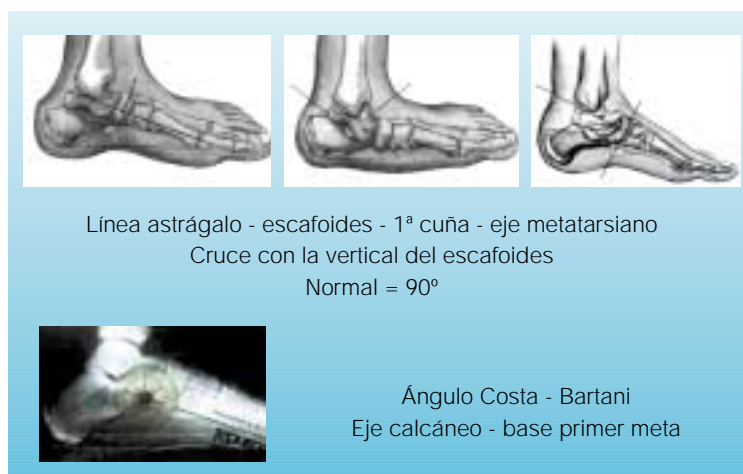 Línea astrágalo - escafoides - 1ª cuña - eje metatarsiano
Cruce con la vertical del escafoides
Normal = 90º
Ángulo Costa - Bartani
Eje calcáneo - base primer meta